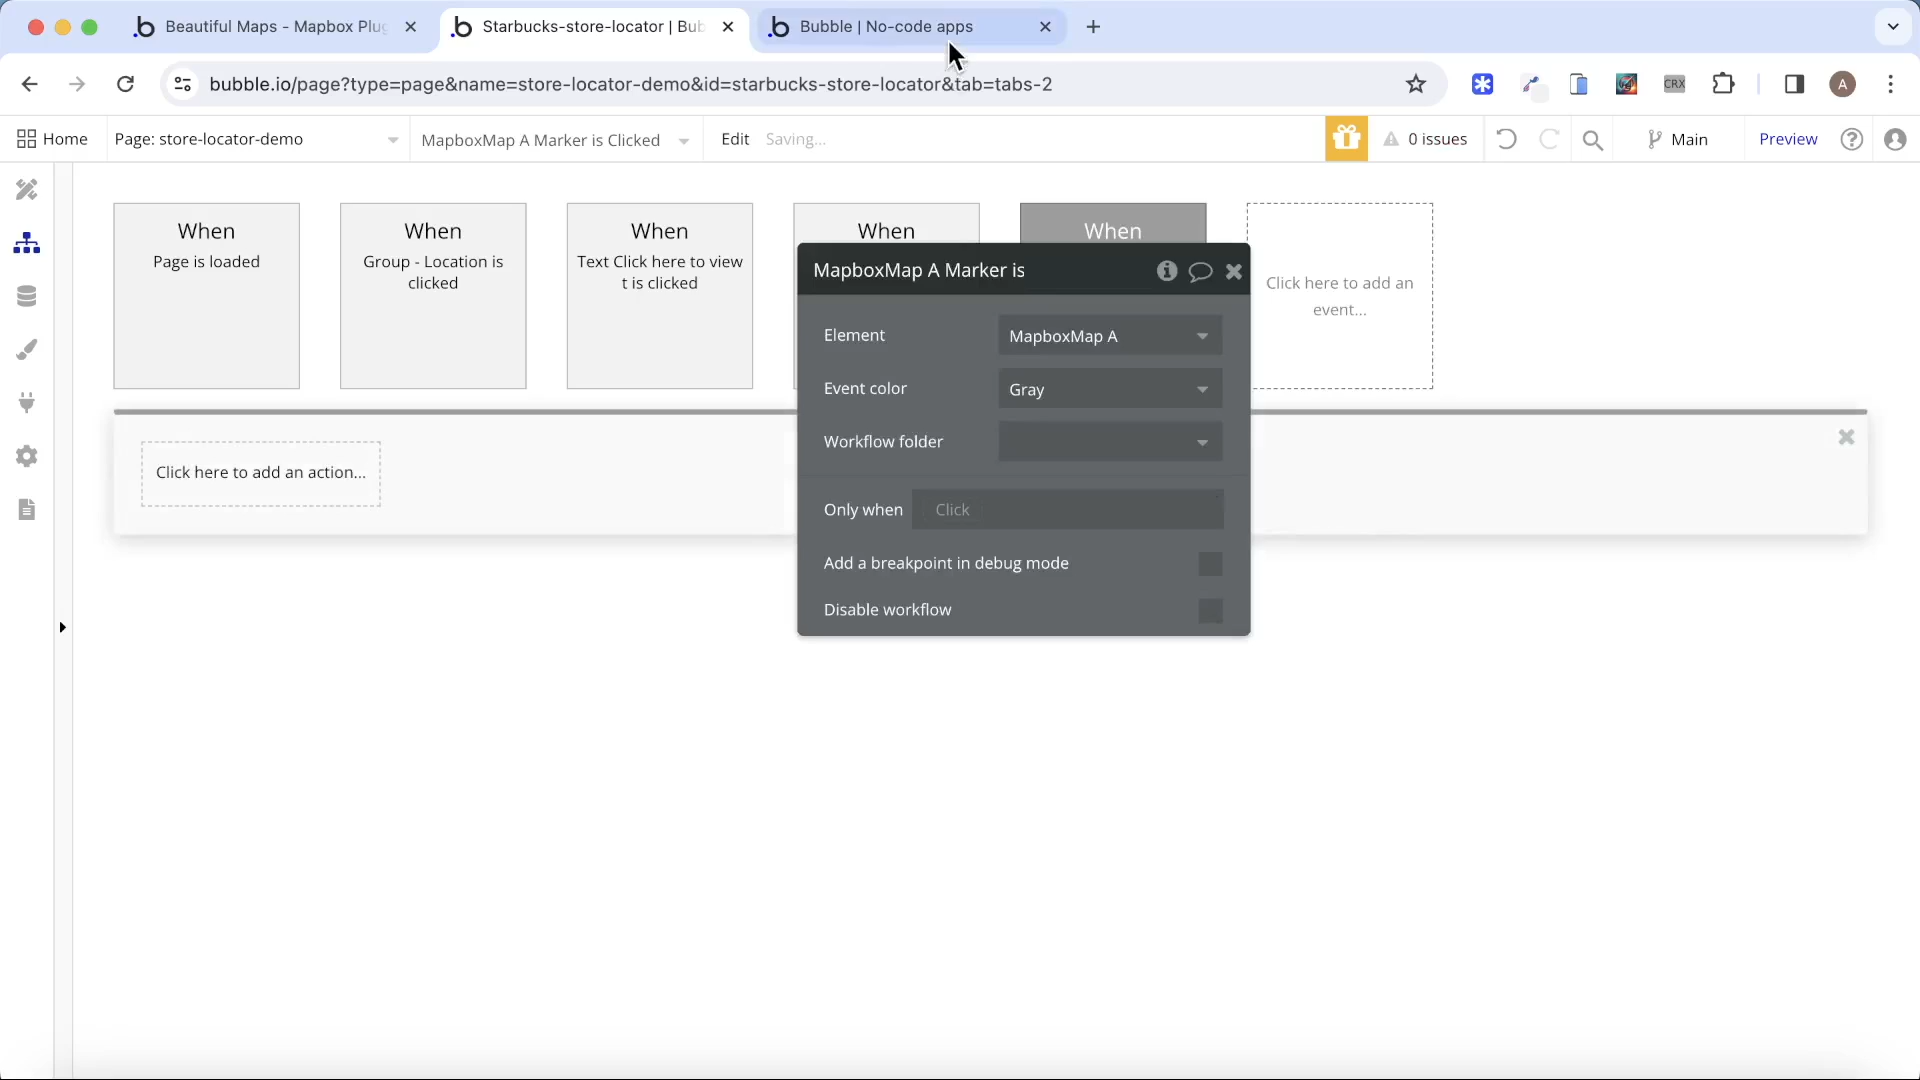 Beautiful Maps - Mapbox Plug
Starbucks-store-locator | Bub
Bubble | No-code apps
bubble.io/page?type=page&name=store-locator-demo&id=starbucks-store-locator&tab=tabs-2
CRX
A
Home
Page: store-locator-demo
MapboxMap A Marker is Clicked
Edit
Saving...
0 issues
Main
Preview
When
Page is loaded
When
Group - Location is
clicked
When
Text Click here to view
t is clicked
When
When
Click here to add an
event...
MapboxMap A Marker is
Element
MapboxMap A
Event color
Gray
Workflow folder
Only when
Click
Add a breakpoint in debug mode
Disable workflow
Click here to add an action...